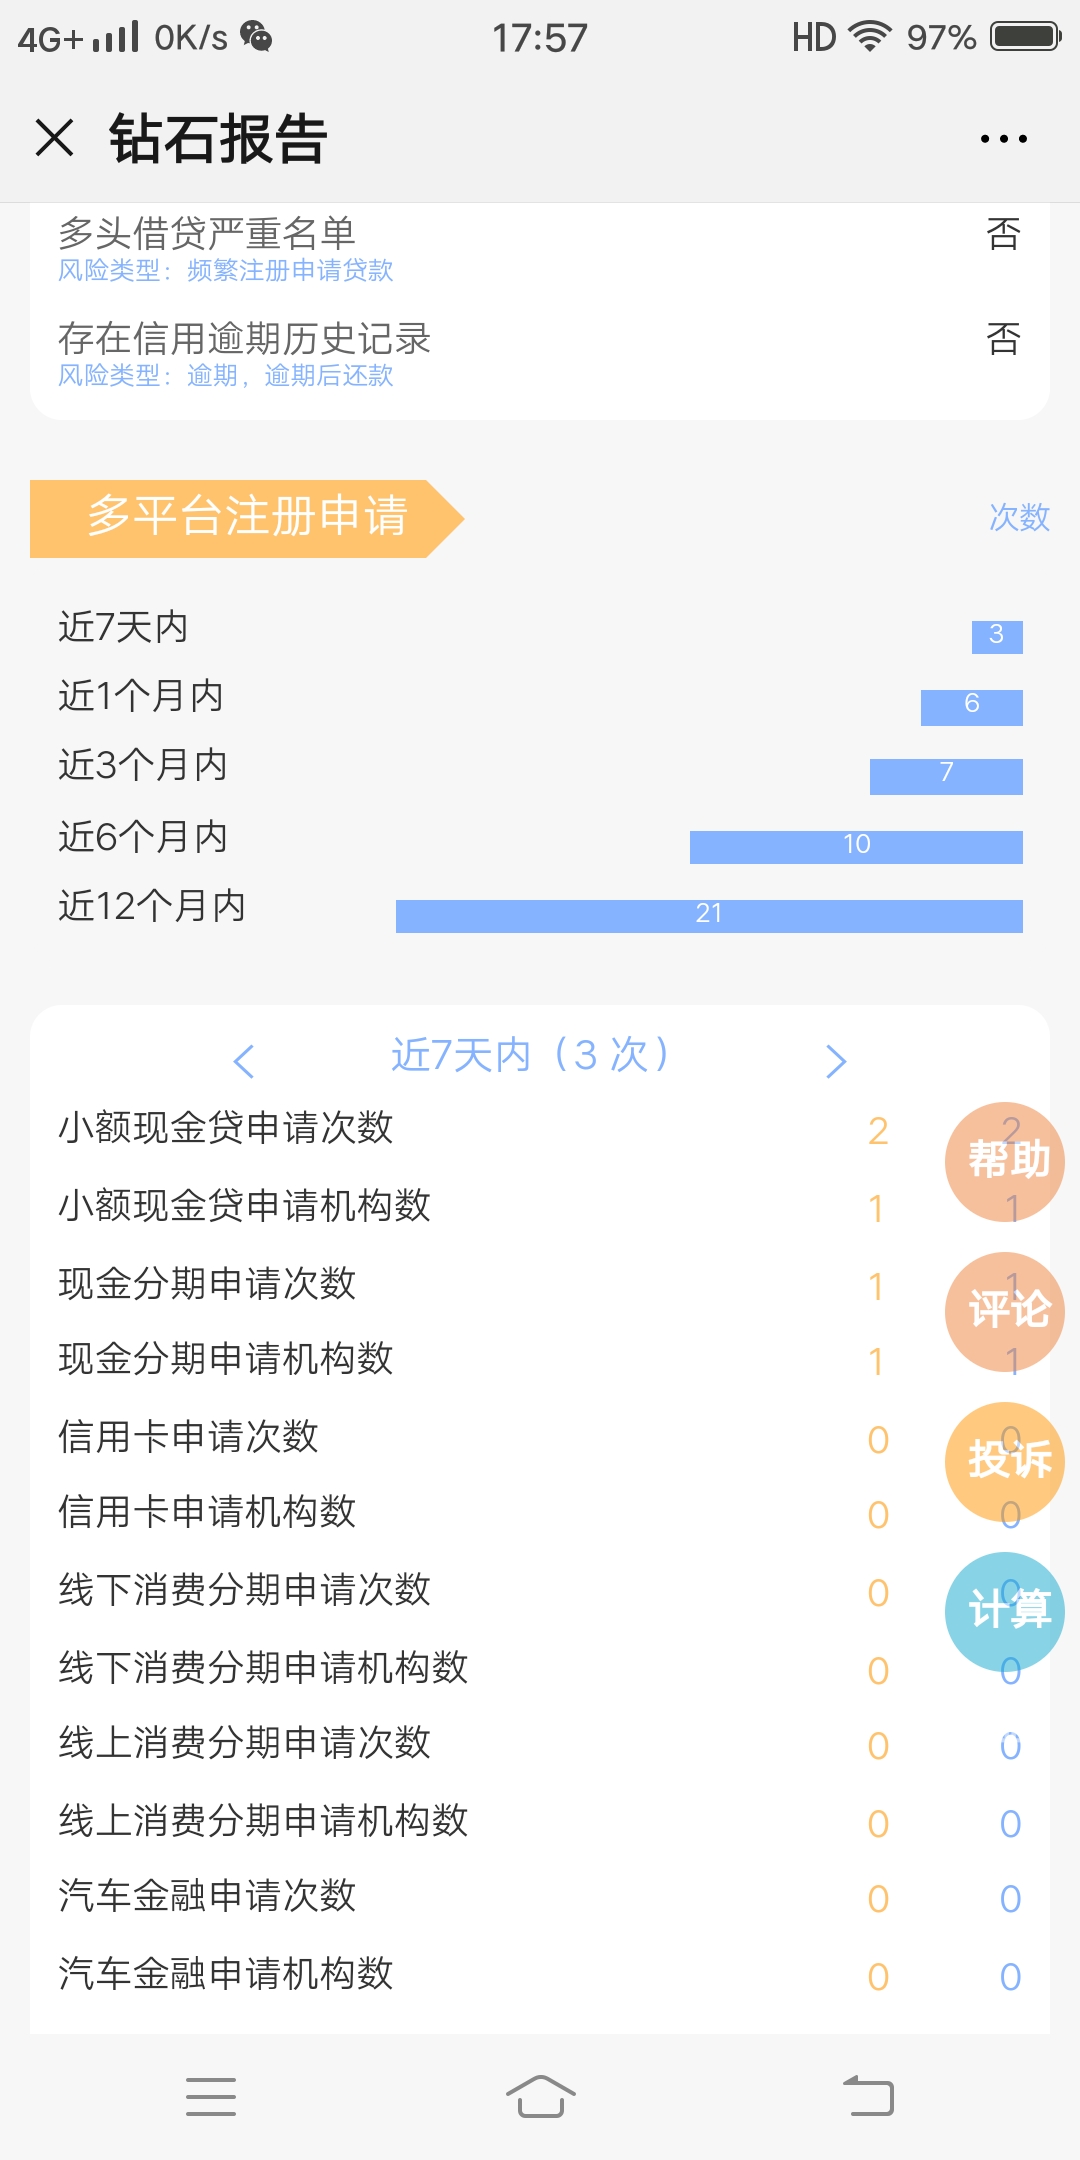 4G+ 0K/s 17:57 HD 97%
钻石报告
多头借贷严重名单 否
风险类型：频繁注册申请贷款
存在信用逾期历史记录 否
风险类型：逾期，逾期后还款
多平台注册申请 次数
近7天内 3
近1个月内 6
近3个月内 7
近6个月内 10
近12个月内 21
近7天内（3 次）
小额现金贷申请次数 2 2
帮助
小额现金贷申请机构数 1 1
现金分期申请次数 1 1
评论
现金分期申请机构数 1 1
信用卡申请次数 0 0
投诉
信用卡申请机构数 0 0
线下消费分期申请次数 0 0
计算
线下消费分期申请机构数 0 0
线上消费分期申请次数 0 0
线上消费分期申请机构数 0 0
汽车金融申请次数 0 0
汽车金融申请机构数 0 0